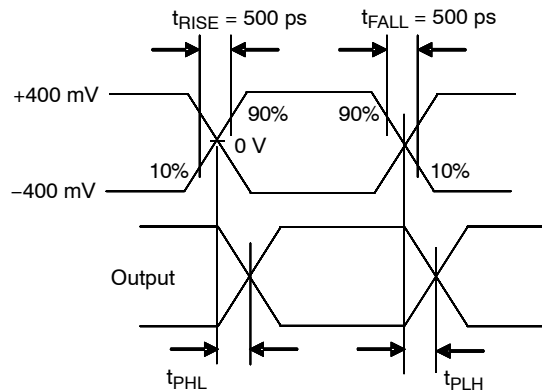 tRISE = 500 ps
tFALL = 500 ps
+400 mV
90%
90%
0 V
10%
10%
−400 mV
Output
tPHL
tPLH